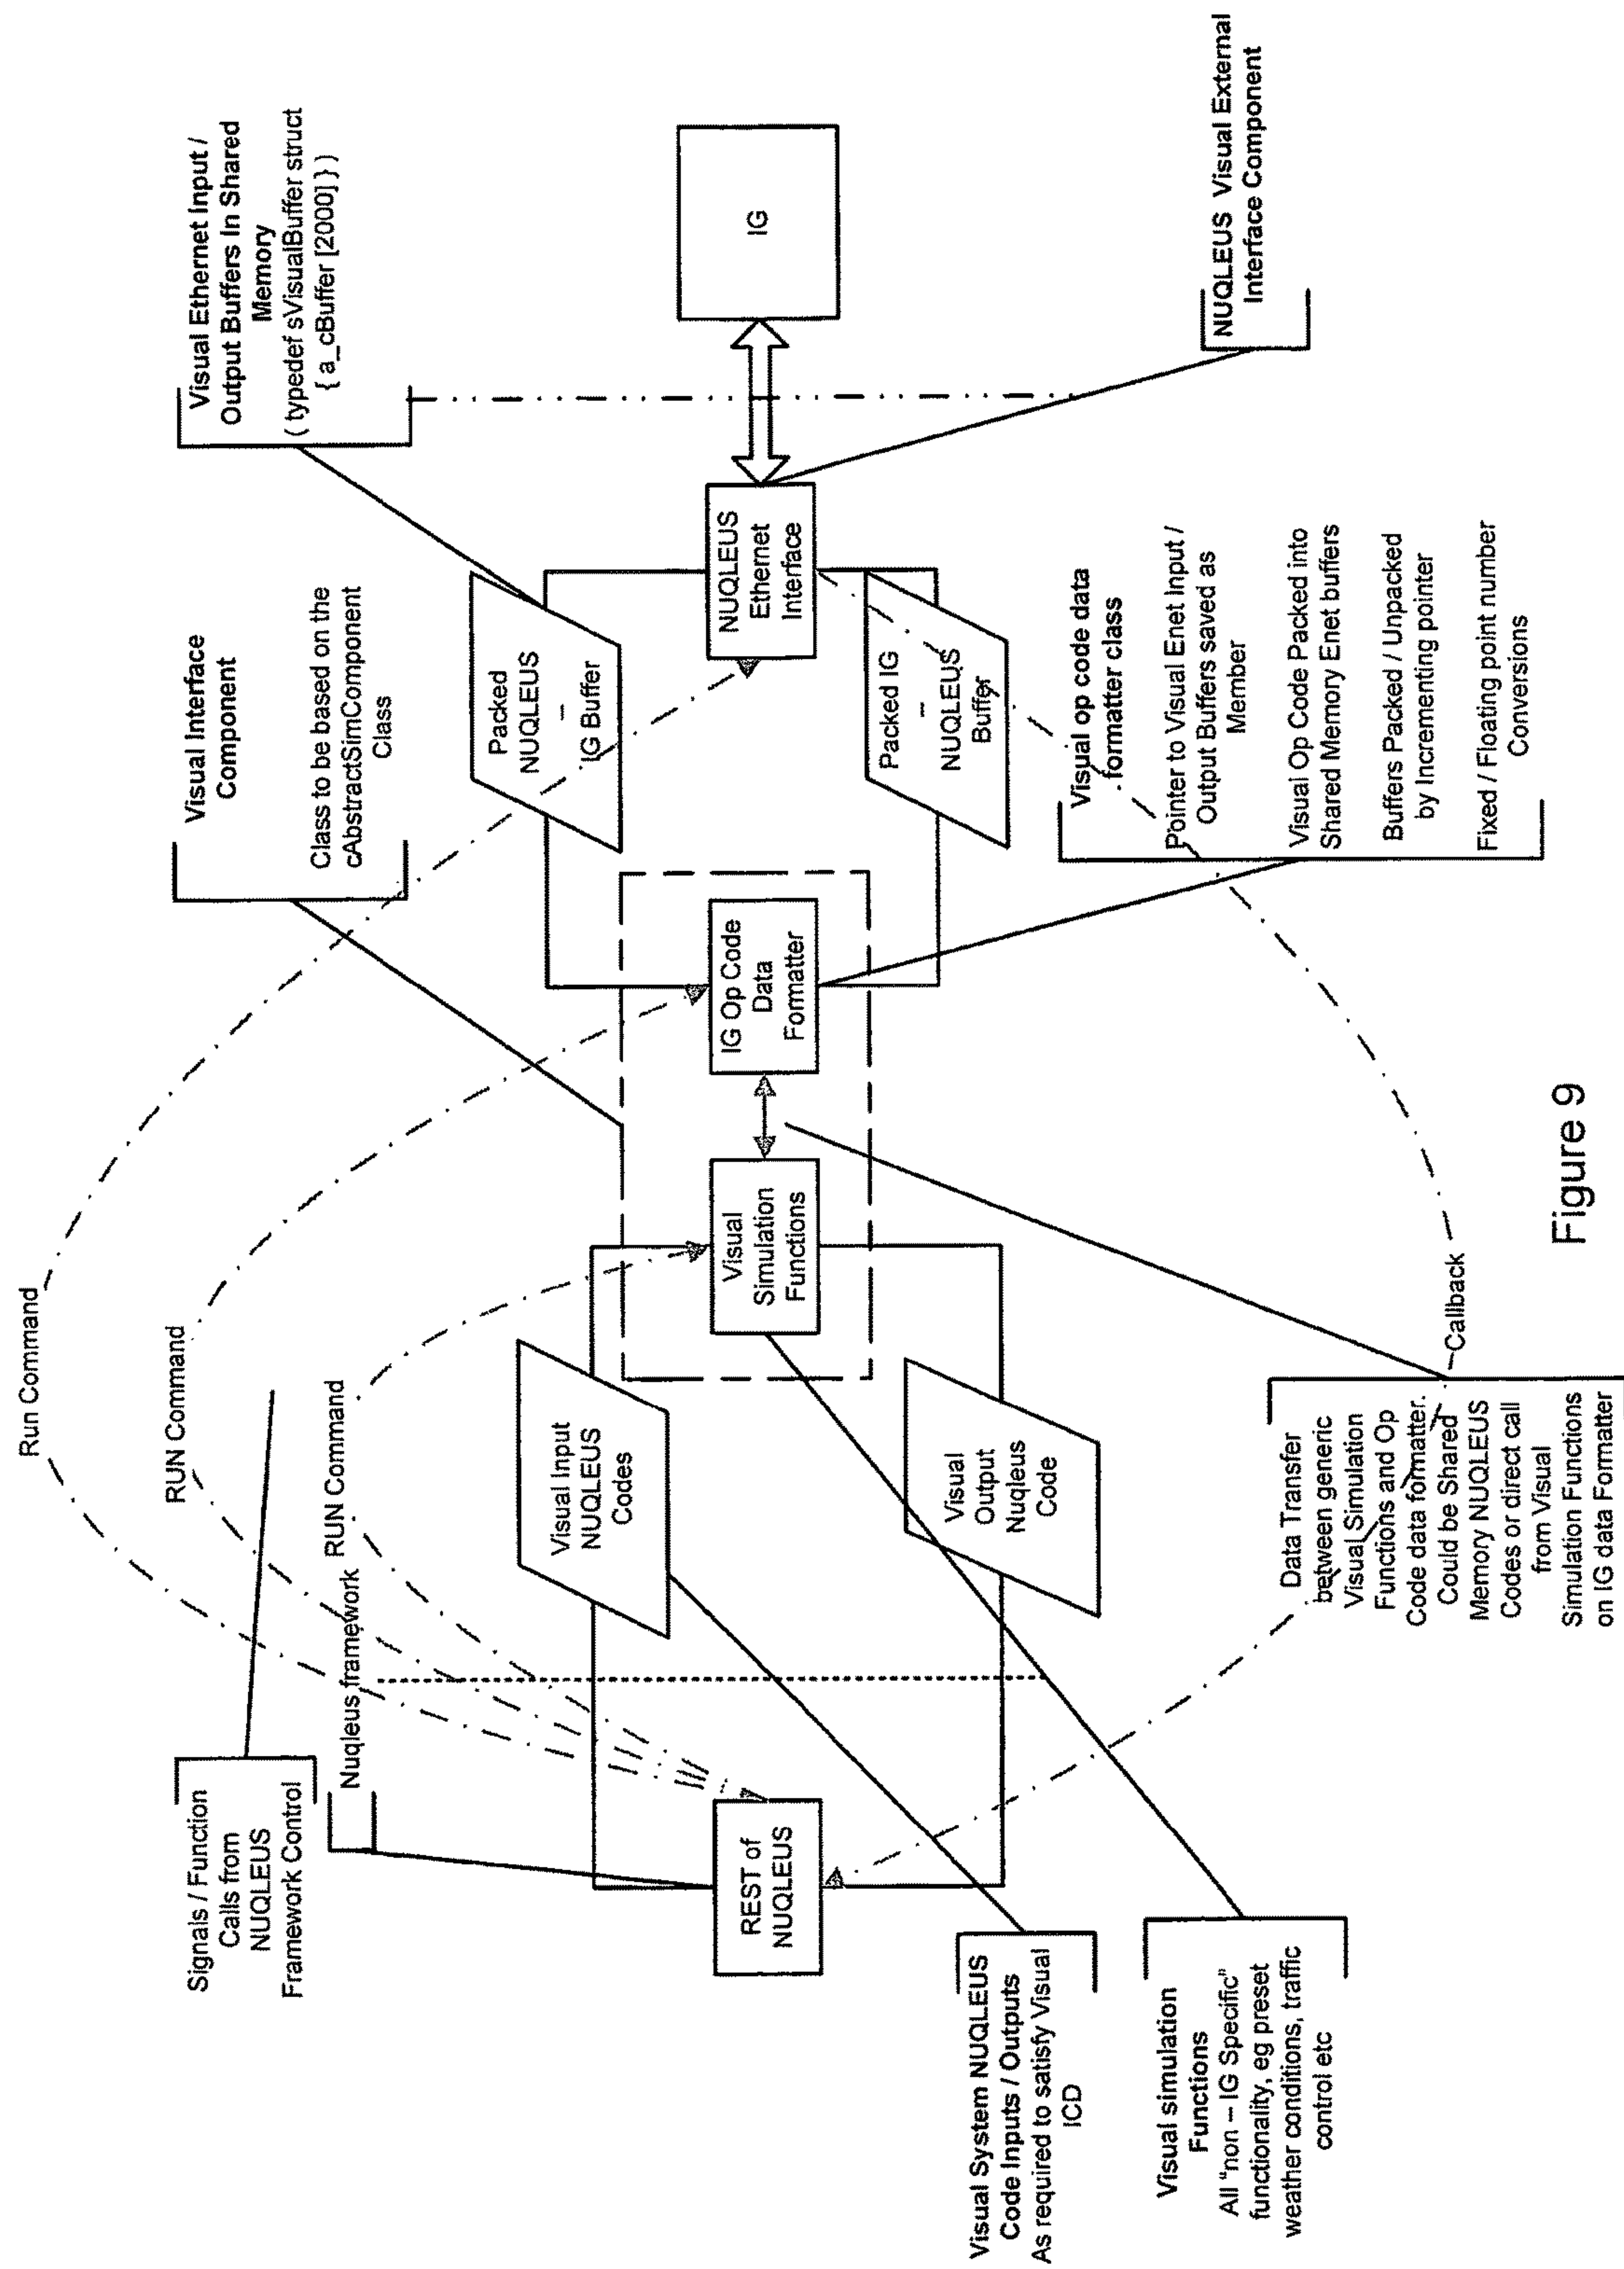 Run Command
RUN Command
RUN Command
Signals / Function
Calls from
NUQLEUS
Framework Control
Nuqleus framework
Visual Interface
Component
Class to be based on the
cAbstractSimComponent
Class
Visual Ethernet Input /
Output Buffers In Shared
Memory
( typedef sVisualBuffer struct
{ a_cBuffer [2000] } )
Visual Input
NUQLEUS
Codes
Packed
NUQLEUS
–
IG Buffer
REST of
NUQLEUS
Visual
Simulation
Functions
IG Op Code
Data
Formatter
NUQLEUS
Ethernet
Interface
IG
Visual
Output
Nuqleus
Code
Packed IG
–
NUQLEUS
Buffer
Visual System NUQLEUS
Code Inputs / Outputs
As required to satisfy Visual
ICD
Visual simulation
Functions
All “non – IG Specific”
functionality, eg preset
weather conditions, traffic
control etc
Data Transfer
between generic
Visual Simulation
Functions and Op
Code data formatter.
Could be Shared
Memory NUQLEUS
Codes or direct call
from Visual
Simulation Functions
on IG data Formatter
Callback
Visual op code data
formatter class
Pointer to Visual Enet Input /
Output Buffers saved as
Member
Visual Op Code Packed into
Shared Memory Enet buffers
Buffers Packed / Unpacked
by Incrementing pointer
Fixed / Floating point number
Conversions
NUQLEUS Visual External
Interface Component
Figure 9